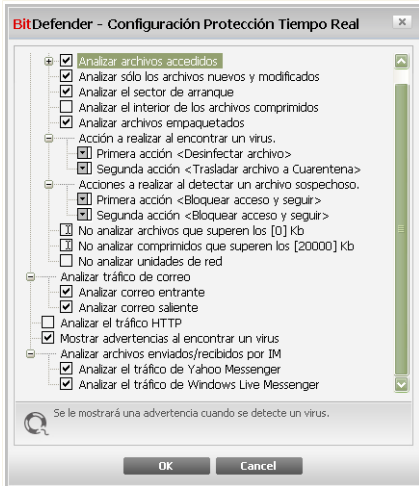 BitDefender - Configuración Protección Tiempo Real
Analizar archivos accedidos
Analizar sólo los archivos nuevos y modificados
Analizar el sector de arranque
Analizar el interior de los archivos comprimidos
Analizar archivos empaquetados
Acción a realizar al encontrar un virus.
Primera acción <Desinfectar archivo>
Segunda acción <Trasladar archivo a Cuarentena>
Acciones a realizar al detectar un archivo sospechoso.
Primera acción <Bloquear acceso y seguir>
Segunda acción <Bloquear acceso y seguir>
No analizar archivos que superen los [0] Kb
No analizar comprimidos que superen los [20000] Kb
No analizar unidades de red
Analizar tráfico de correo
Analizar correo entrante
Analizar correo saliente
Analizar el tráfico HTTP
Mostrar advertencias al encontrar un virus
Analizar archivos enviados/recibidos por IM
Analizar el tráfico de Yahoo Messenger
Analizar el tráfico de Windows Live Messenger
Se le mostrará una advertencia cuando se detecte un virus.
OK Cancel